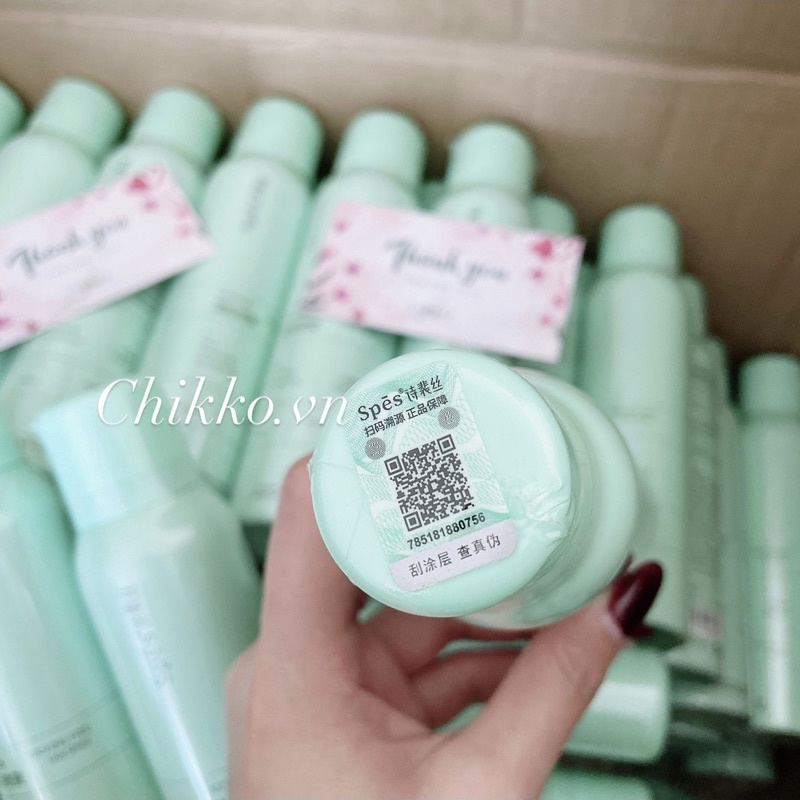 Thank you
Thank you
Chikko.vn
Spēs®诗裴丝
扫码溯源 正品保障
785181880756
刮涂层 查真伪